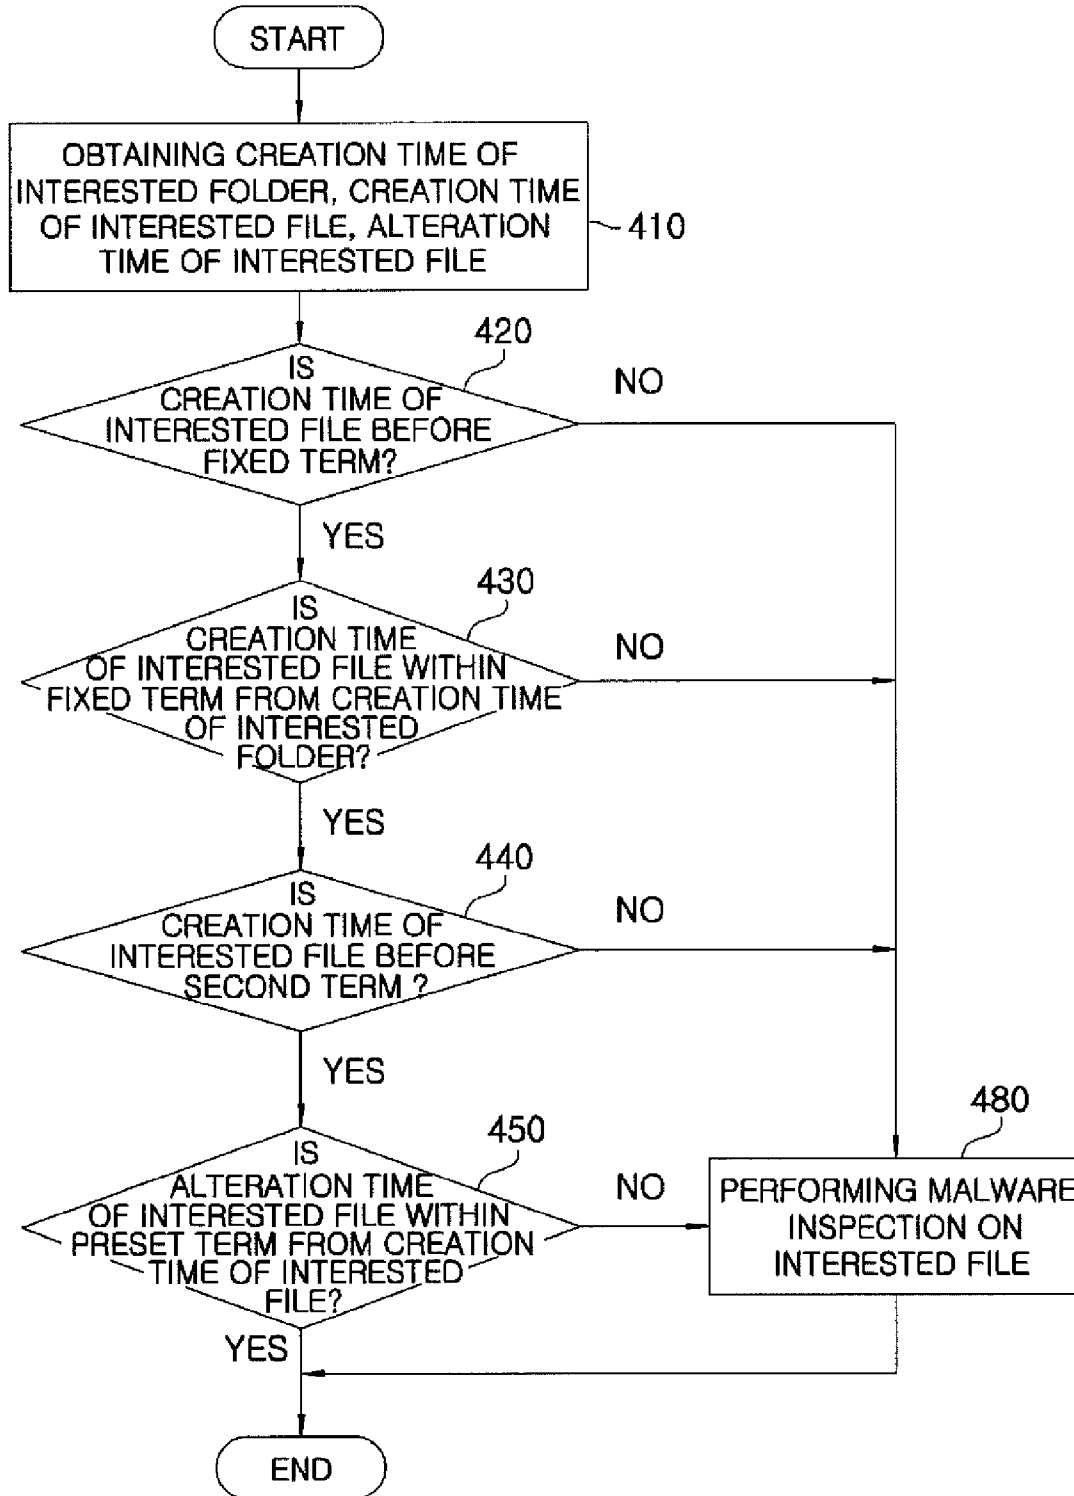 START
OBTAINING CREATION TIME OF
INTERESTED FOLDER, CREATION TIME
OF INTERESTED FILE, ALTERATION
TIME OF INTERESTED FILE
410
420
IS
CREATION TIME OF
INTERESTED FILE BEFORE
FIXED TERM?
NO
YES
430
IS
CREATION TIME
OF INTERESTED FILE WITHIN
FIXED TERM FROM CREATION TIME
OF INTERESTED
FOLDER?
NO
YES
440
IS
CREATION TIME OF
INTERESTED FILE BEFORE
SECOND TERM ?
NO
YES
450
IS
ALTERATION TIME
OF INTERESTED FILE WITHIN
PRESET TERM FROM CREATION
TIME OF INTERESTED
FILE?
NO
YES
480
PERFORMING MALWARE
INSPECTION ON
INTERESTED FILE
END